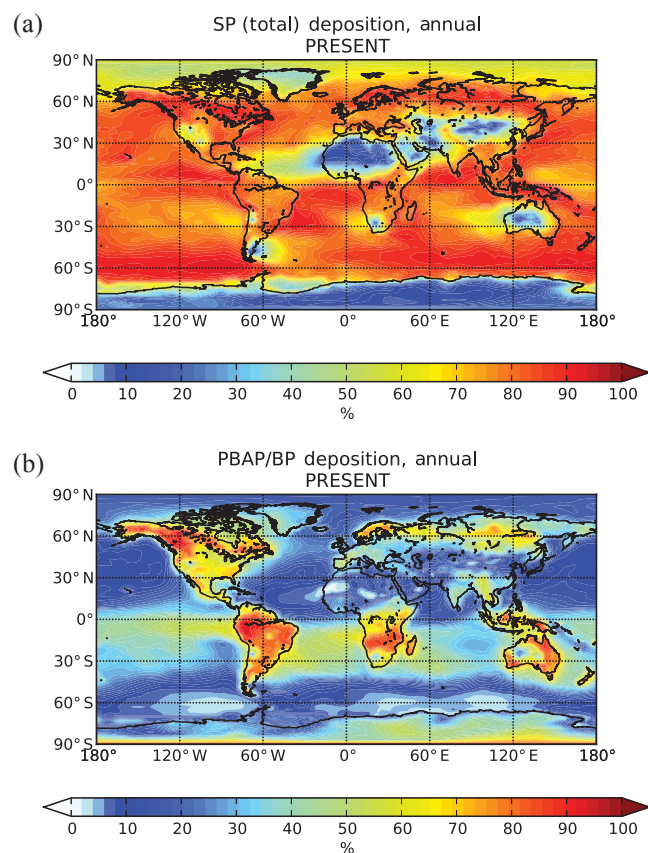 (a)
SP (total) deposition, annual
PRESENT
90° N
60° N
30° N
0°
30° S
60° S
90° S
180° 120° W 60° W 0° 60° E 120° E 180°
0 10 20 30 40 50 60 70 80 90 100
%
(b)
PBAP/BP deposition, annual
PRESENT
90° N
60° N
30° N
0°
30° S
60° S
90° S
180° 120° W 60° W 0° 60° E 120° E 180°
0 10 20 30 40 50 60 70 80 90 100
%